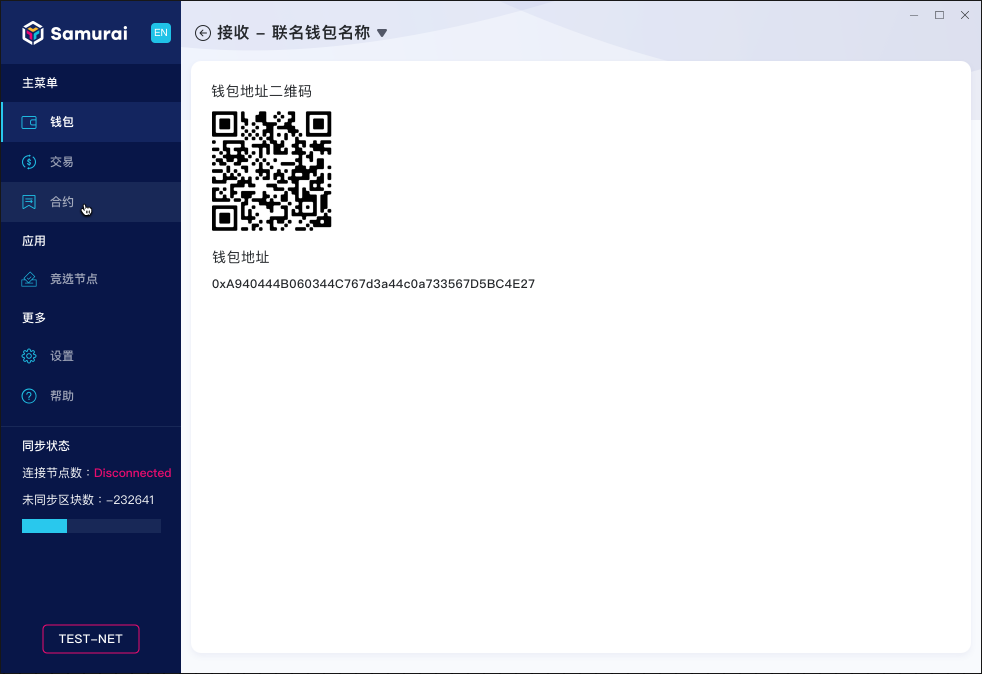 Samurai
EN
主菜单
钱包
交易
合约
应用
竞选节点
更多
设置
帮助
同步状态
连接节点数：Disconnected
未同步区块数：-232641
TEST-NET
接收 - 联名钱包名称
钱包地址二维码
钱包地址
0xA940444B060344C767d3a44c0a733567D5BC4E27